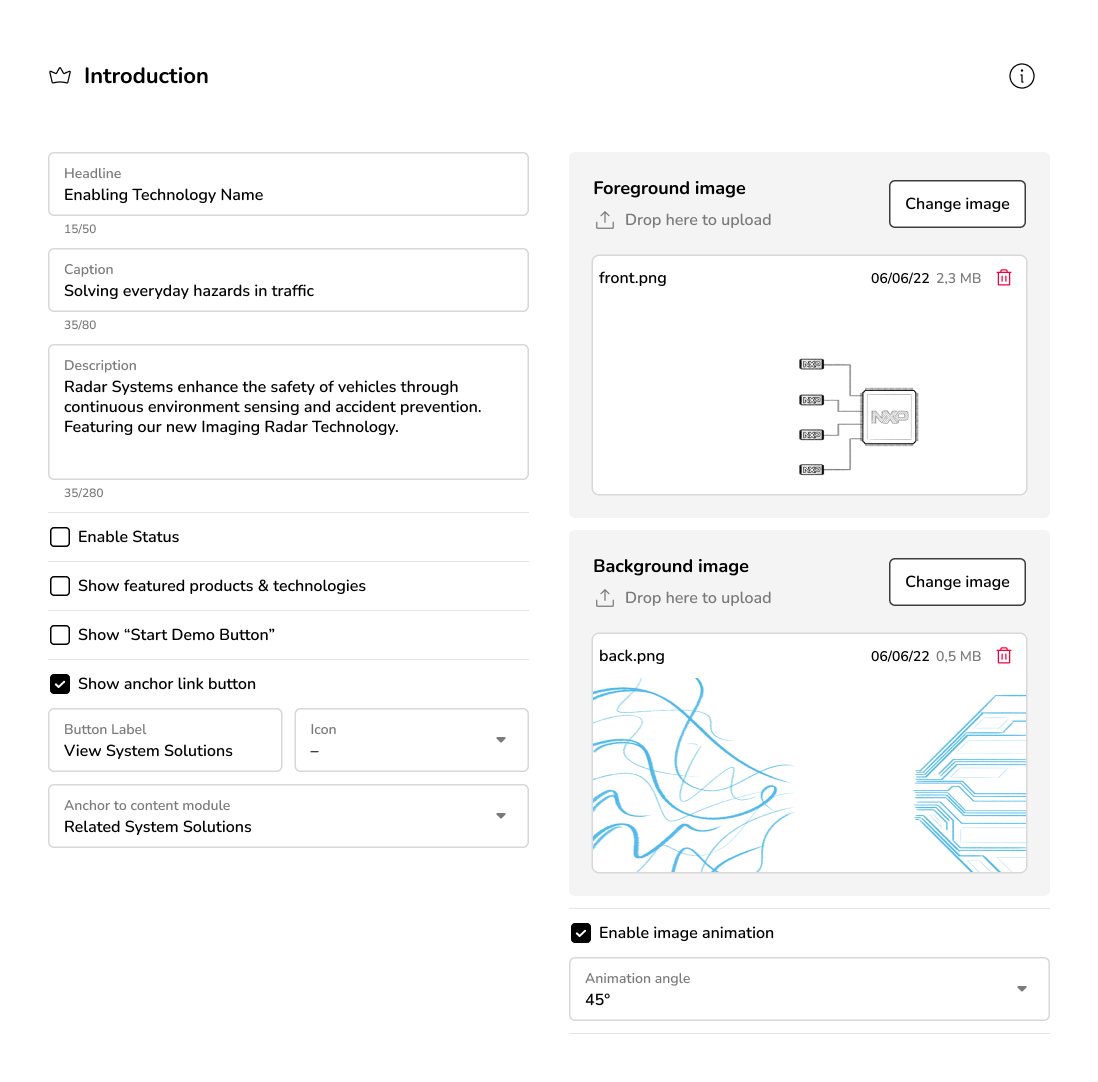 Introduction
Headline
Enabling Technology Name
15/50
Caption
Solving everyday hazards in traffic
35/80
Description
Radar Systems enhance the safety of vehicles through
continuous environment sensing and accident prevention.
Featuring our new Imaging Radar Technology.
35/280
Enable Status
Show featured products & technologies
Show “Start Demo Button”
Show anchor link button
Button Label
View System Solutions
Icon
–
Anchor to content module
Related System Solutions
Foreground image
Drop here to upload
Change image
front.png
06/06/22 2,3 MB
NXP
NXP
NXP
NXP
NXP
Background image
Drop here to upload
Change image
back.png
06/06/22 0,5 MB
Enable image animation
Animation angle
45°